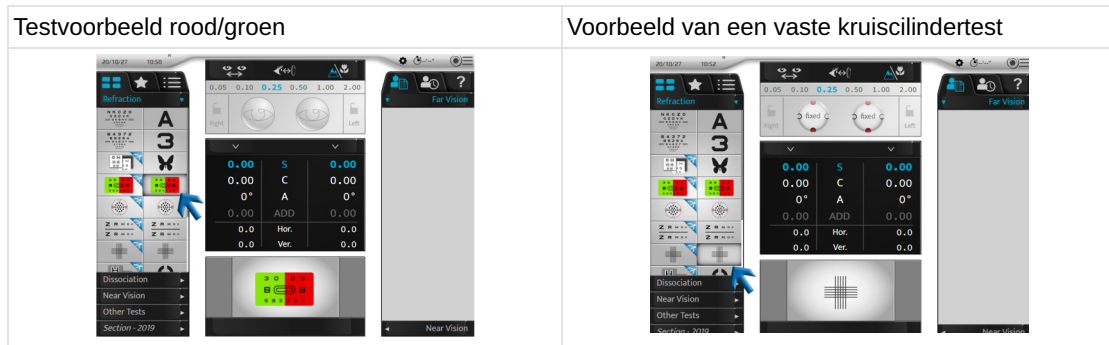 Testvoorbeeld rood/groen
20/10/27 10:50
0.05 0.10 0.25 0.50 1.00 2.00
Refraction
Far Vision
Right Left
A
3
0.00 S 0.00
0.00 C 0.00
0° A 0°
0.00 ADD 0.00
0.0 Hor. 0.0
0.0 Ver. 0.0
Dissociation
Near Vision
Other Tests
Section - 2019
Near Vision
Voorbeeld van een vaste kruiscilindertest
20/10/27 10:52
0.05 0.10 0.25 0.50 1.00 2.00
Refraction
Far Vision
Right fixed fixed Left
A
3
0.00 S 0.00
0.00 C 0.00
0° A 0°
0.00 ADD 0.00
0.0 Hor. 0.0
0.0 Ver. 0.0
Dissociation
Near Vision
Other Tests
Section - 2019
Near Vision